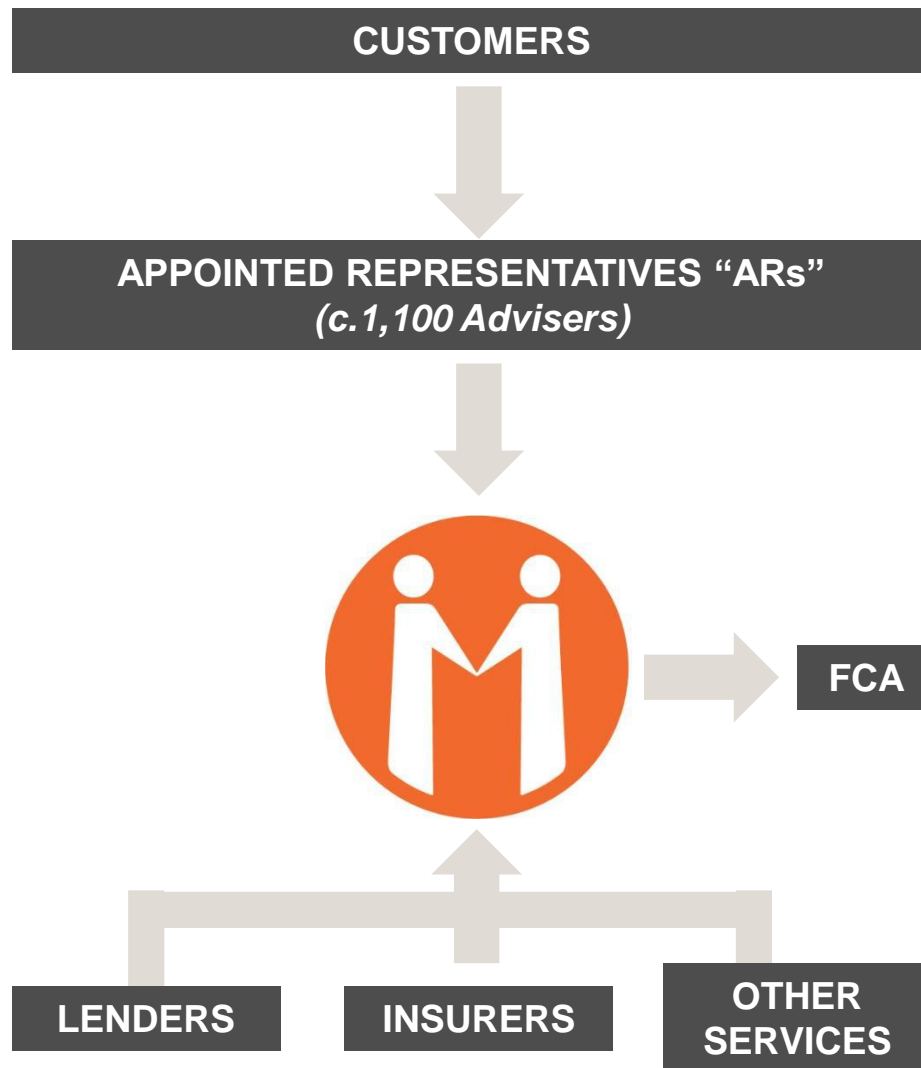 CUSTOMERS
APPOINTED REPRESENTATIVES “ARs”
(c.1,100 Advisers)
FCA
LENDERS
INSURERS
OTHER
SERVICES